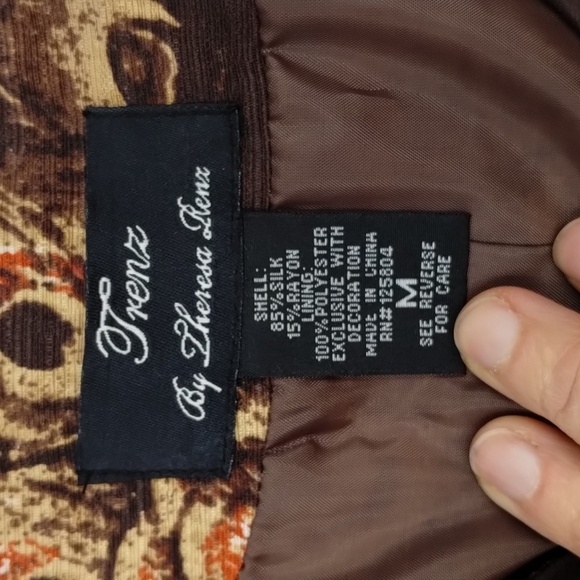 Trenz
By Theresa Renz
SHELL:
85%SILK
15%RAYON
LINING:
100%POLYESTER
EXCLUSIVE WITH
DECORATION
MADE IN CHINA
RN#125804
M
SEE REVERSE
FOR CARE